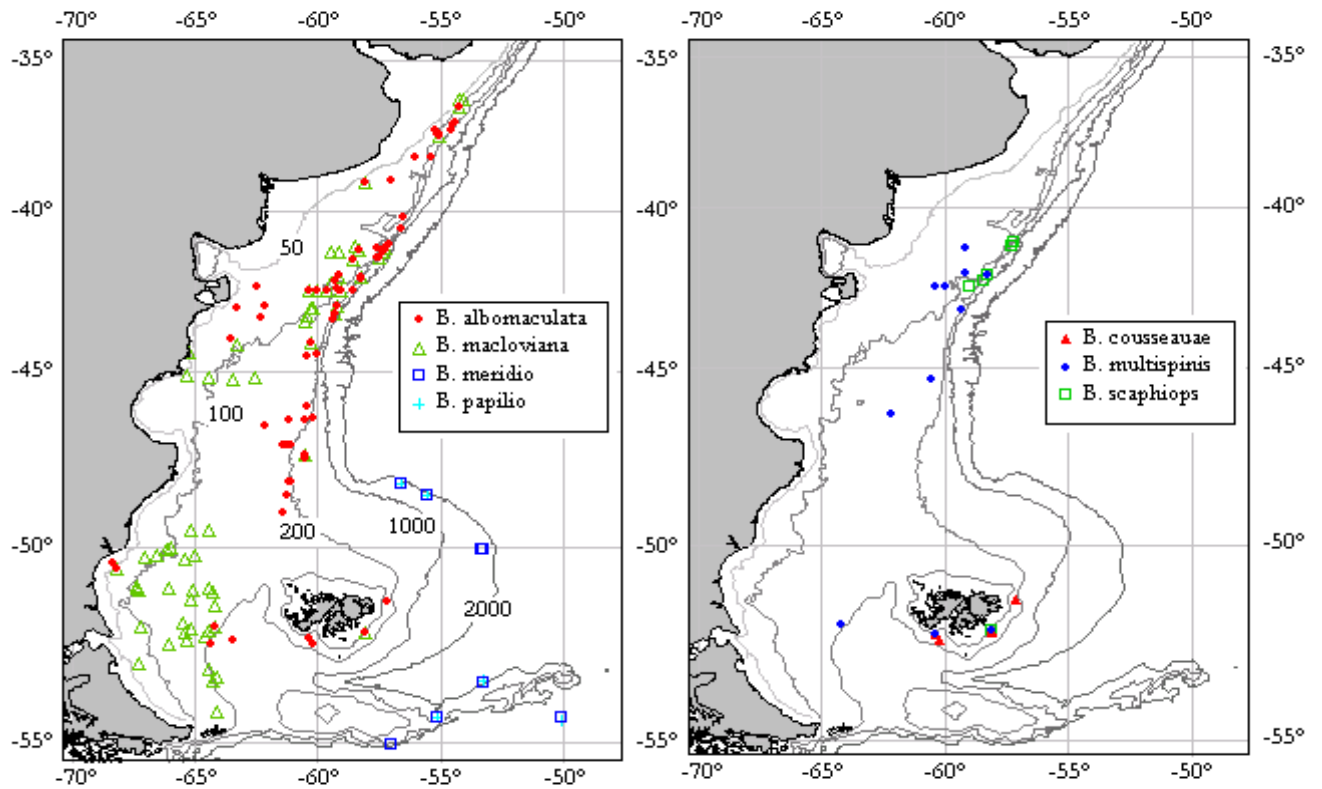 -70° -65° -60° -55° -50° -70° -65° -60° -55° -50°
-35° -35°
-40° -40°
50
B. albomaculata
B. macloviana
B. meridio
B. papilio
B. cousseauae
B. multispinis
B. scaphiops
-45° -45°
100
200
1000
-50° -50°
2000
-55° -55°
-70° -65° -60° -55° -50° -70° -65° -60° -55° -50°